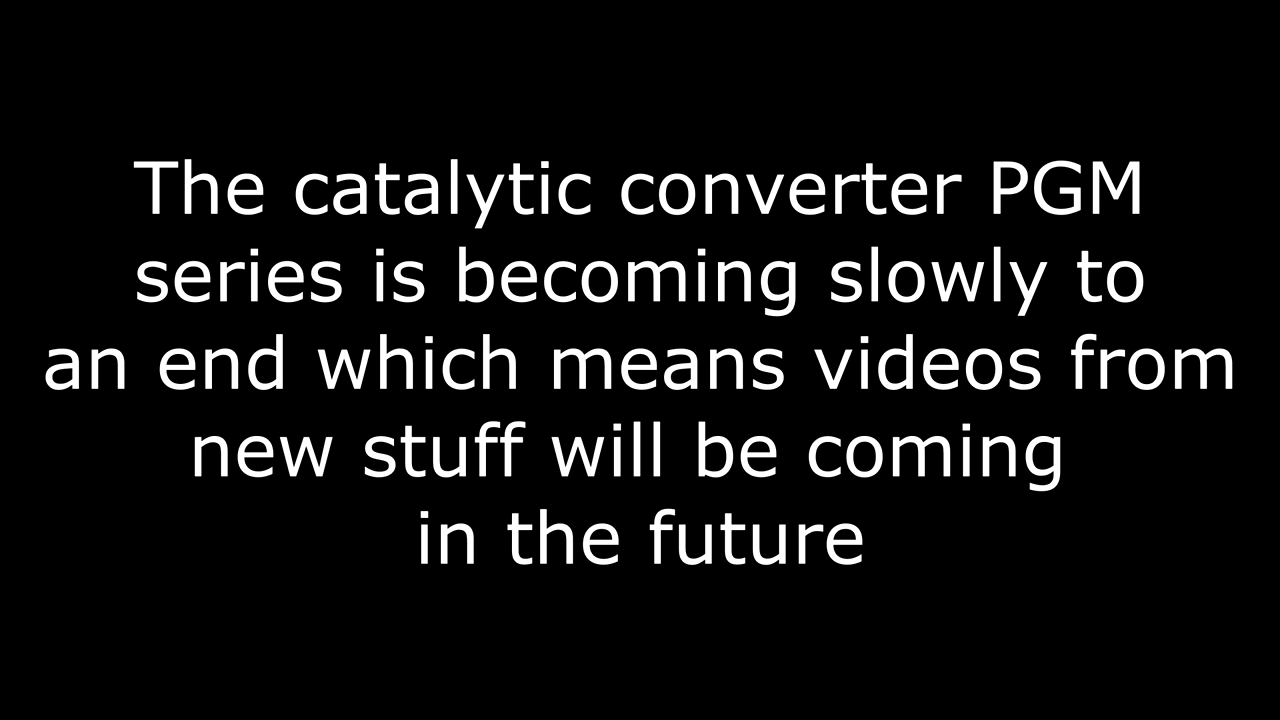 The catalytic converter PGM
series is becoming slowly to
an end which means videos from
new stuff will be coming
in the future